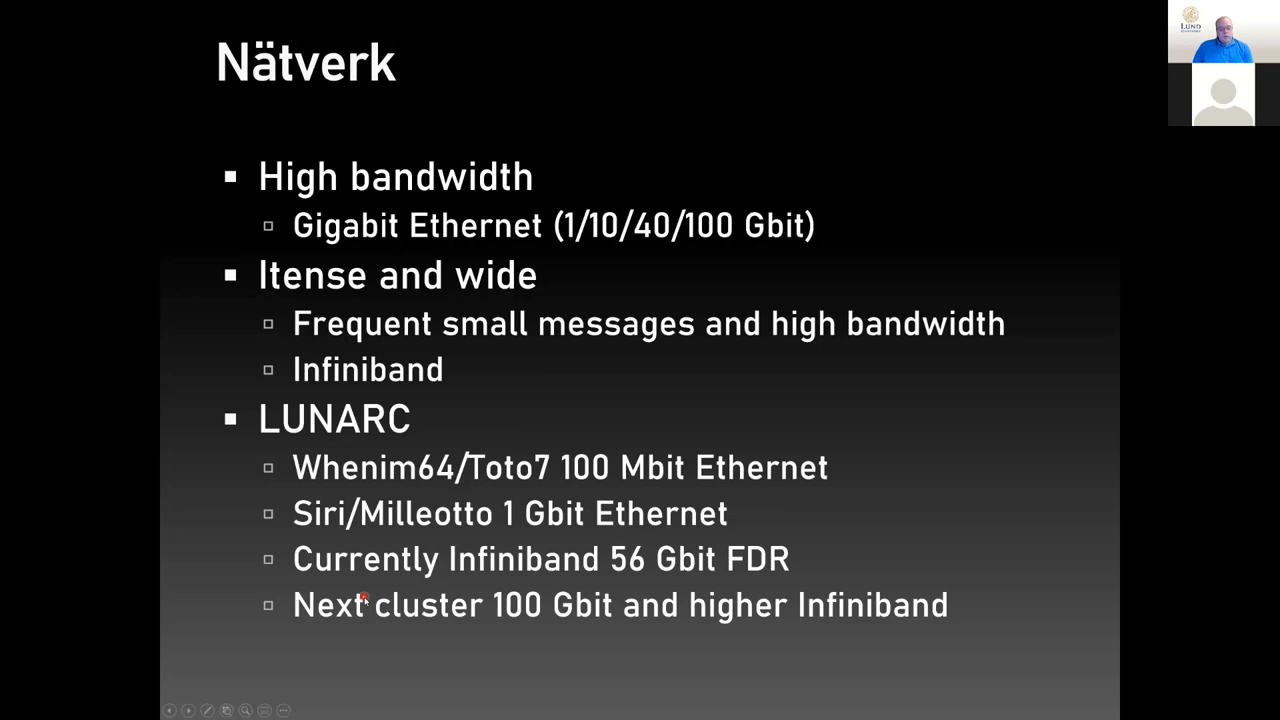 Nätverk
High bandwidth
Gigabit Ethernet (1/10/40/100 Gbit)
Itense and wide
Frequent small messages and high bandwidth
Infiniband
LUNARC
Whenim64/Toto7 100 Mbit Ethernet
Siri/Milleotto 1 Gbit Ethernet
Currently Infiniband 56 Gbit FDR
Next cluster 100 Gbit and higher Infiniband
LUND